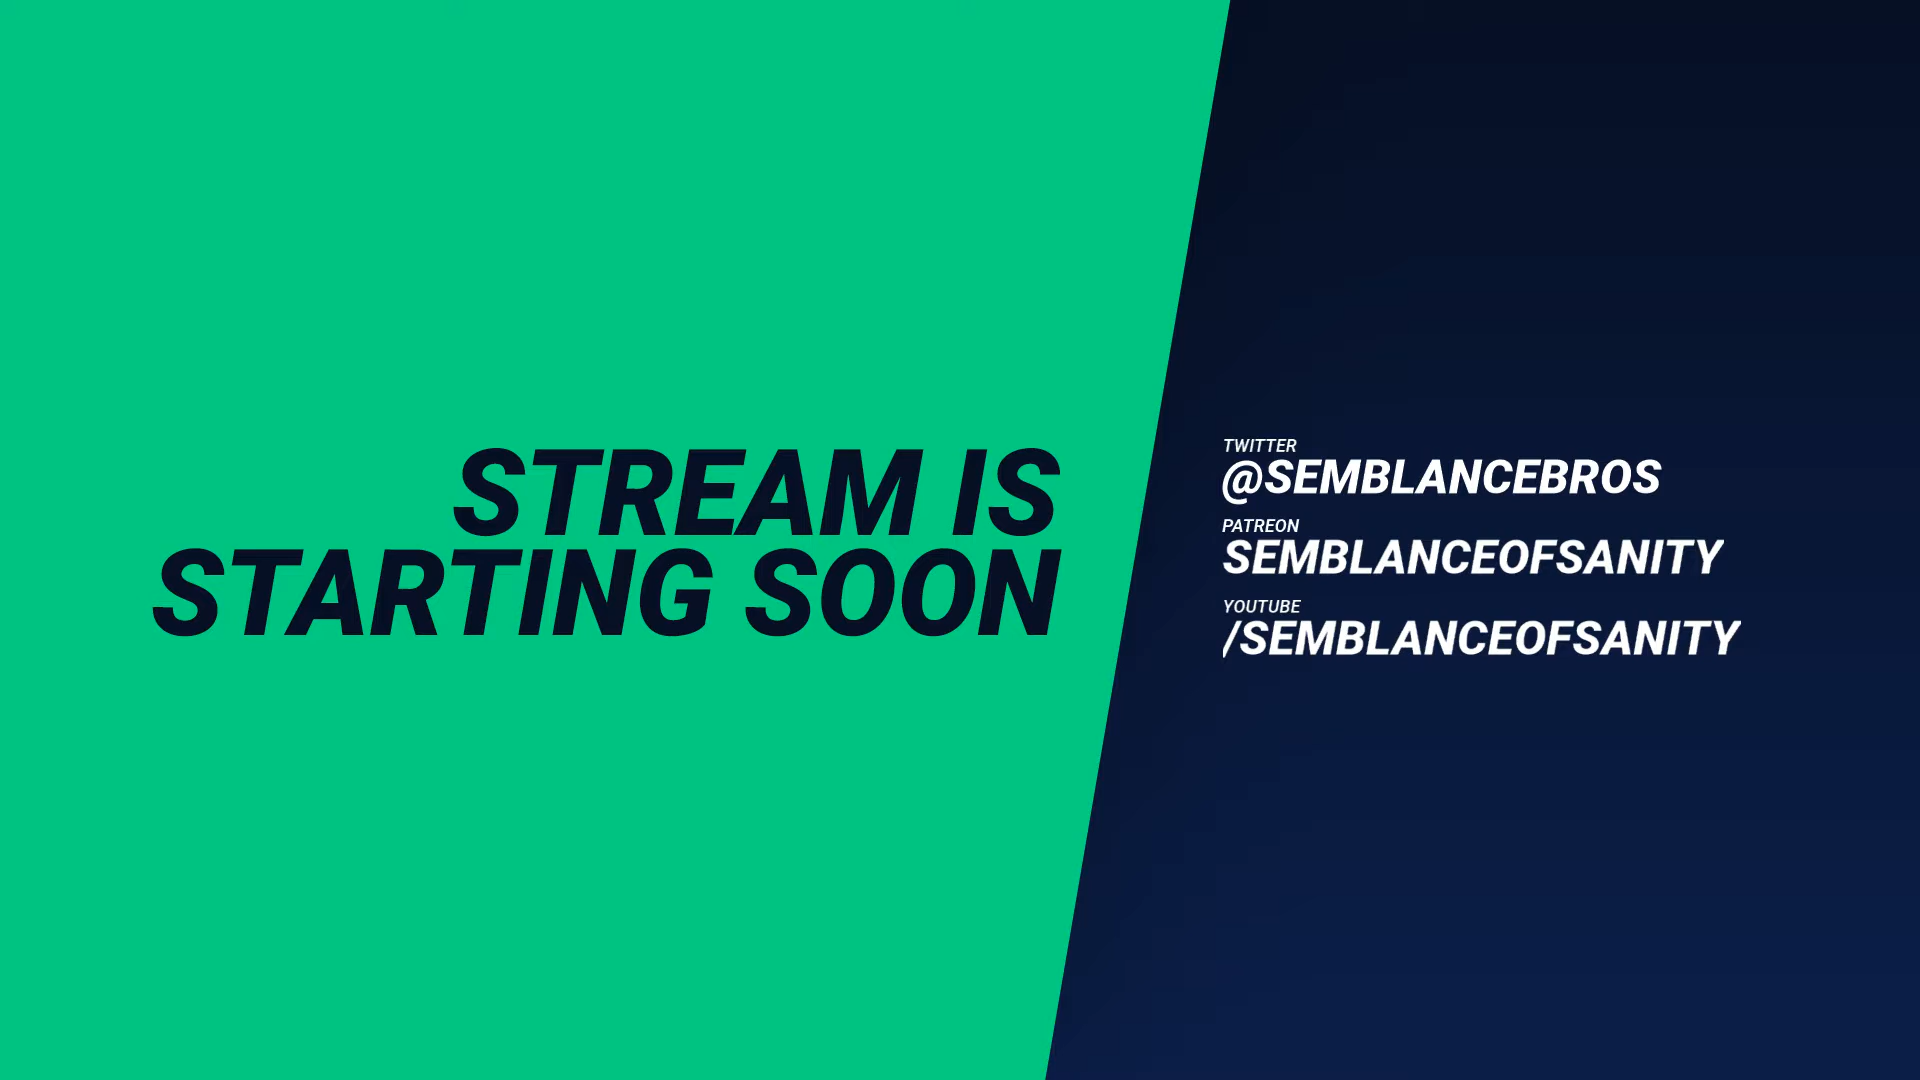 STREAM IS
STARTING SOON
TWITTER
@SEMBLANCEBROS
PATREON
SEMBLANCEOFSANITY
YOUTUBE
/SEMBLANCEOFSANITY